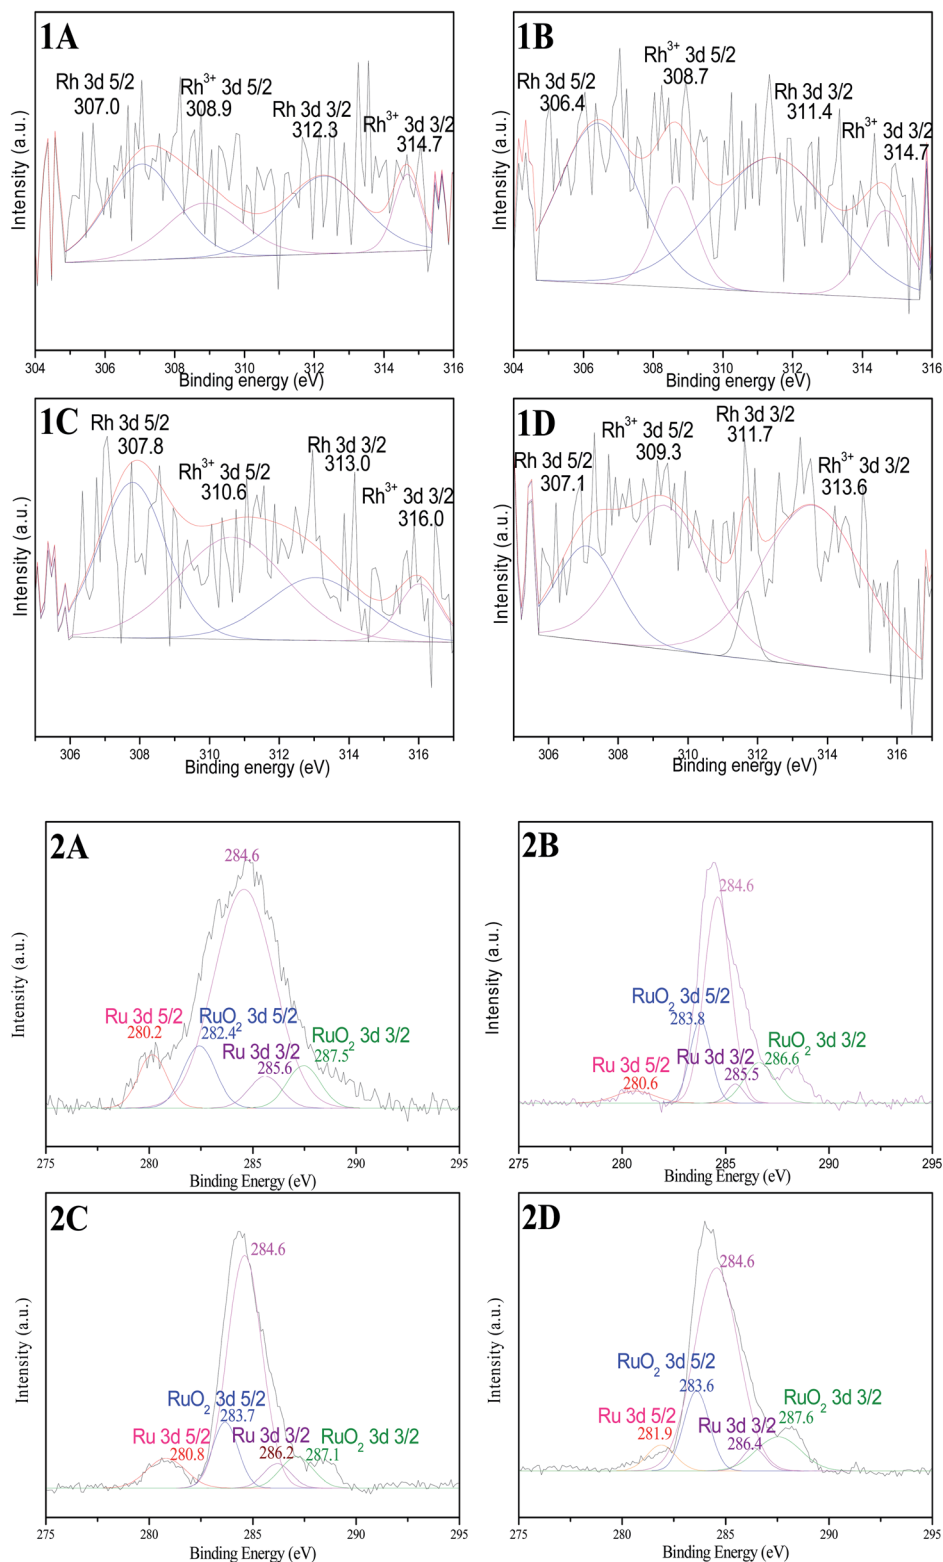 1A
Rh 3d 5/2
307.0
Rh³⁺ 3d 5/2
308.9
Rh 3d 3/2
312.3
Rh³⁺ 3d 3/2
314.7
Intensity (a.u.)
304 306 308 310 312 314 316
Binding energy (eV)
1B
Rh 3d 5/2
306.4
Rh³⁺ 3d 5/2
308.7
Rh 3d 3/2
311.4
Rh³⁺ 3d 3/2
314.7
Intensity (a.u.)
304 306 308 310 312 314 316
Binding energy (eV)
1C
Rh 3d 5/2
307.8
Rh³⁺ 3d 5/2
310.6
Rh 3d 3/2
313.0
Rh³⁺ 3d 3/2
316.0
Intensity (a.u.)
306 308 310 312 314 316
Binding energy (eV)
1D
Rh 3d 5/2
307.1
Rh³⁺ 3d 5/2
309.3
Rh 3d 3/2
311.7
Rh³⁺ 3d 3/2
313.6
Intensity (a.u.)
306 308 310 312 314 316
Binding energy (eV)
2A
284.6
Ru 3d 5/2
280.2
RuO₂ 3d 5/2
282.4
Ru 3d 3/2
285.6
RuO₂ 3d 3/2
287.5
Intensity (a.u.)
275 280 285 290 295
Binding Energy (eV)
2B
284.6
RuO₂ 3d 5/2
283.8
Ru 3d 5/2
280.6
Ru 3d 3/2
285.5
RuO₂ 3d 3/2
286.6
Intensity (a.u.)
275 280 285 290 295
Binding Energy (eV)
2C
284.6
RuO₂ 3d 5/2
283.7
Ru 3d 5/2
280.8
Ru 3d 3/2
286.2
RuO₂ 3d 3/2
287.1
Intensity (a.u.)
275 280 285 290 295
Binding Energy (eV)
2D
284.6
RuO₂ 3d 5/2
283.6
Ru 3d 5/2
281.9
Ru 3d 3/2
286.4
RuO₂ 3d 3/2
287.6
Intensity (a.u.)
275 280 285 290 295
Binding Energy (eV)